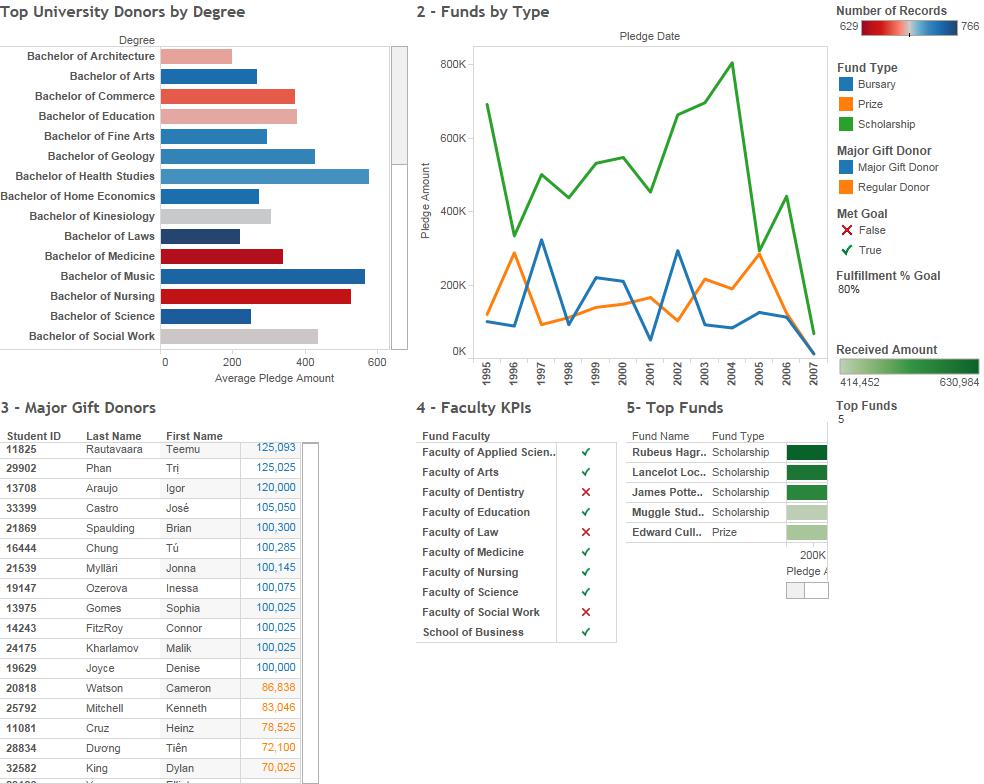 Top University Donors by Degree
Degree
Bachelor of Architecture
Bachelor of Arts
Bachelor of Commerce
Bachelor of Education
Bachelor of Fine Arts
Bachelor of Geology
Bachelor of Health Studies
Bachelor of Home Economics
Bachelor of Kinesiology
Bachelor of Laws
Bachelor of Medicine
Bachelor of Music
Bachelor of Nursing
Bachelor of Science
Bachelor of Social Work
0 200 400 600
Average Pledge Amount
2 - Funds by Type
Pledge Date
Pledge Amount
800K
600K
400K
200K
0K
1995 1996 1997 1998 1999 2000 2001 2002 2003 2004 2005 2006 2007
Number of Records
629 766
Fund Type
Bursary
Prize
Scholarship
Major Gift Donor
Major Gift Donor
Regular Donor
Met Goal
False
True
Fulfillment % Goal
80%
Received Amount
414,452 630,984
Top Funds
5
3 - Major Gift Donors
Student ID Last Name First Name
11825 Rautavaara Teemu 125,093
29902 Phan Trị 125,025
13708 Araujo Igor 120,000
33399 Castro José 105,050
21869 Spaulding Brian 100,300
16444 Chung Tú 100,285
21539 Mylläri Jonna 100,145
19147 Ozerova Inessa 100,075
13975 Gomes Sophia 100,025
14243 FitzRoy Connor 100,025
24175 Kharlamov Malik 100,025
19629 Joyce Denise 100,000
20818 Watson Cameron 86,838
25792 Mitchell Kenneth 83,046
11081 Cruz Heinz 78,525
28834 Dương Tiên 72,100
32582 King Dylan 70,025
4 - Faculty KPIs
Fund Faculty
Faculty of Applied Scien..
Faculty of Arts
Faculty of Dentistry
Faculty of Education
Faculty of Law
Faculty of Medicine
Faculty of Nursing
Faculty of Science
Faculty of Social Work
School of Business
5- Top Funds
Fund Name Fund Type
Rubeus Hagr.. Scholarship
Lancelot Loc.. Scholarship
James Potte.. Scholarship
Muggle Stud.. Scholarship
Edward Cull.. Prize
200K
Pledge